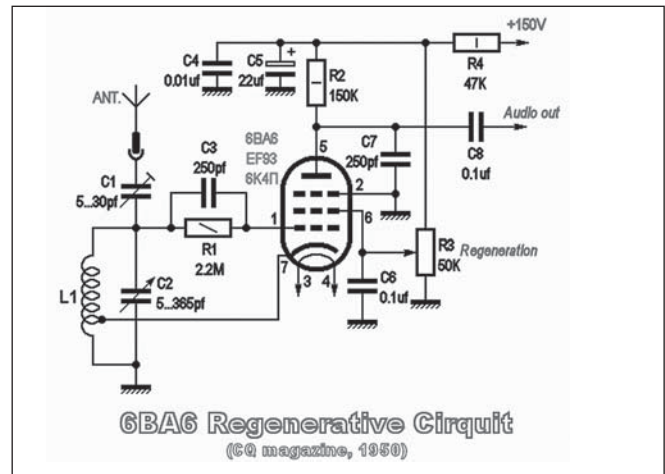 +150V
C4
0.01uf
C5
+
22uf
R2
150K
R4
47K
ANT.
Audio out
C3
250pf
6BA6
EF93
6К4П
5
C7
250pf
C8
0.1uf
C1
5...30pf
2
1
6
R1
2.2M
R3
50K
Regeneration
7
3
4
C6
0.1uf
L1
C2
5...365pf
6BA6 Regenerative Cirquit
(CQ magazine, 1950)